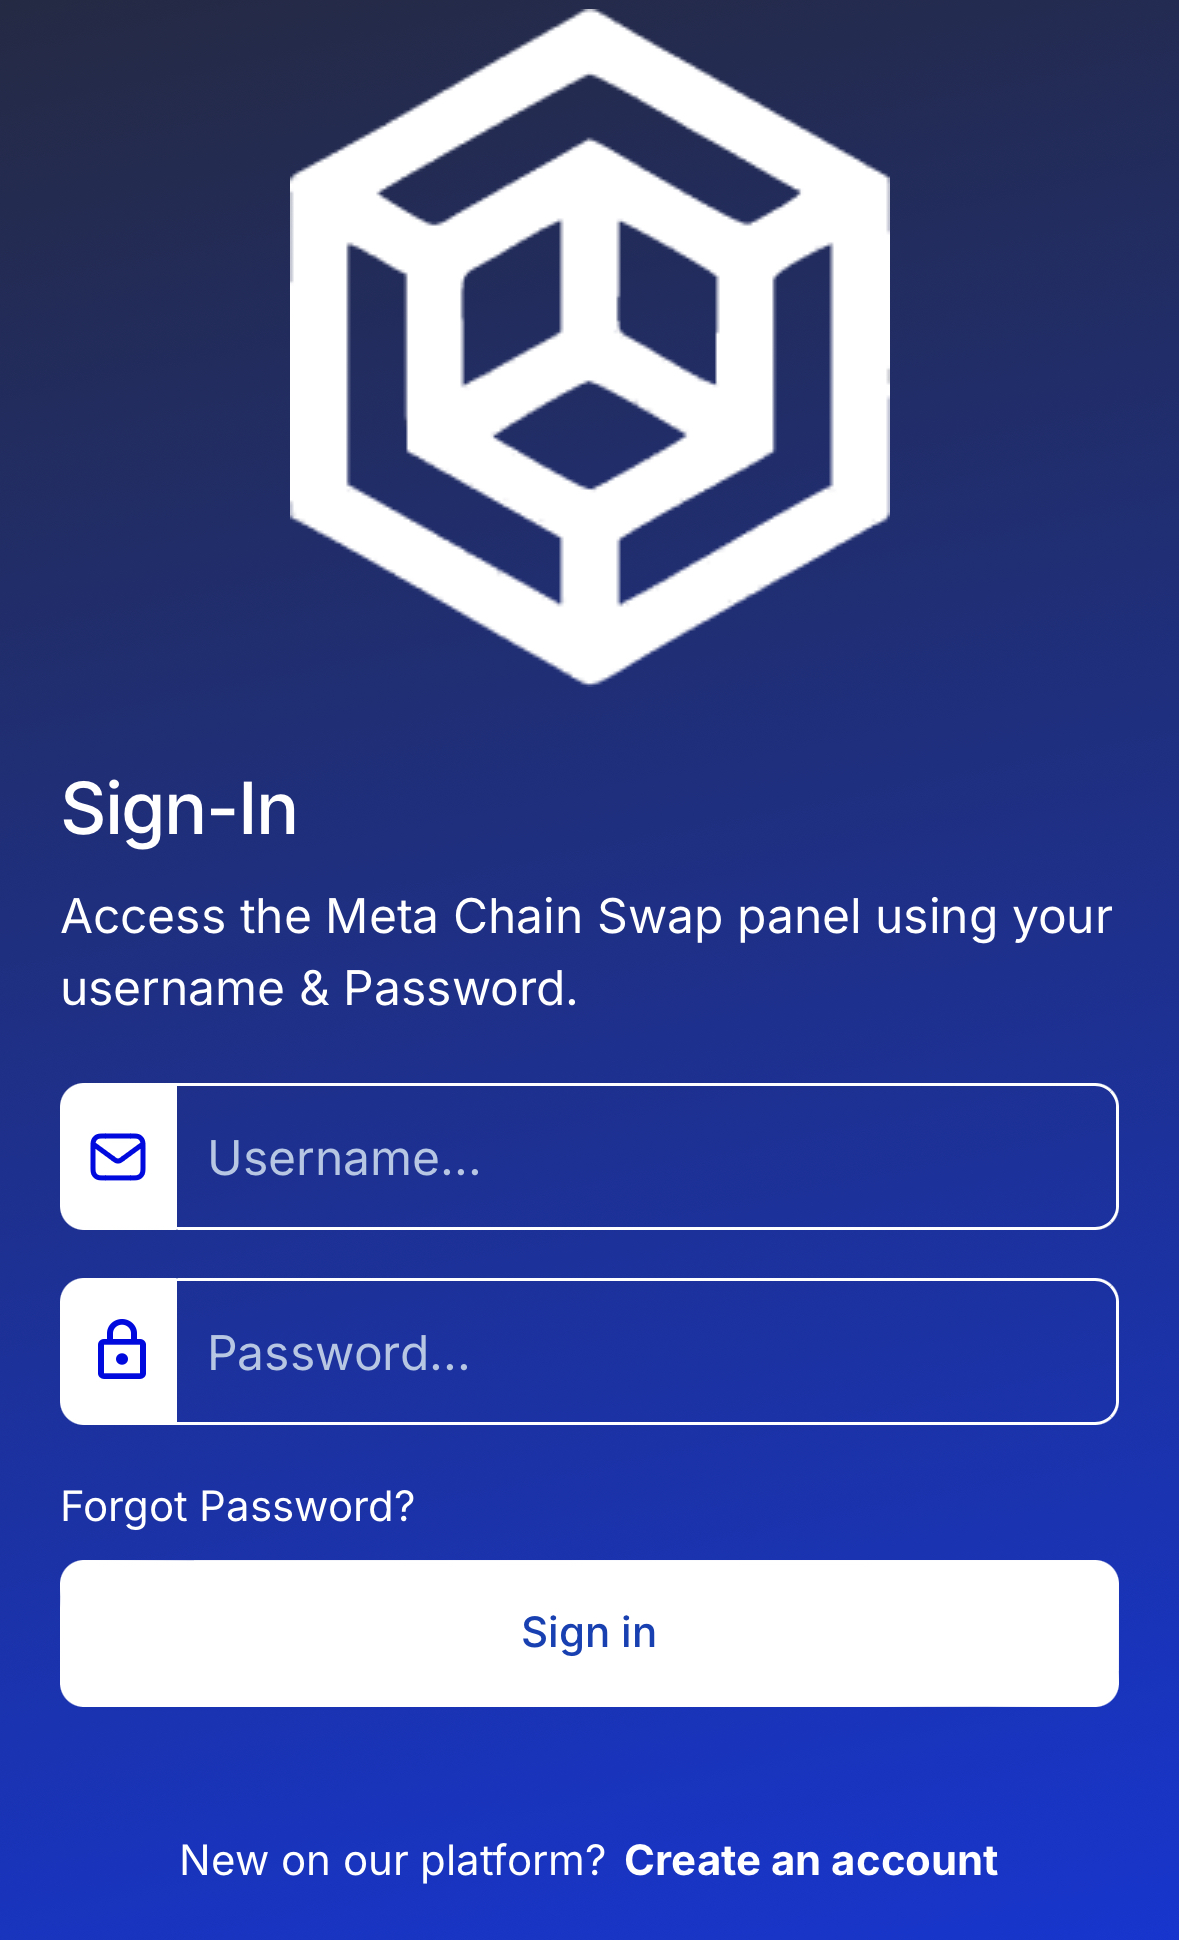 Sign-In
Access the Meta Chain Swap panel using your
username & Password.
Username...
Password...
Forgot Password?
Sign in
New on our platform? Create an account